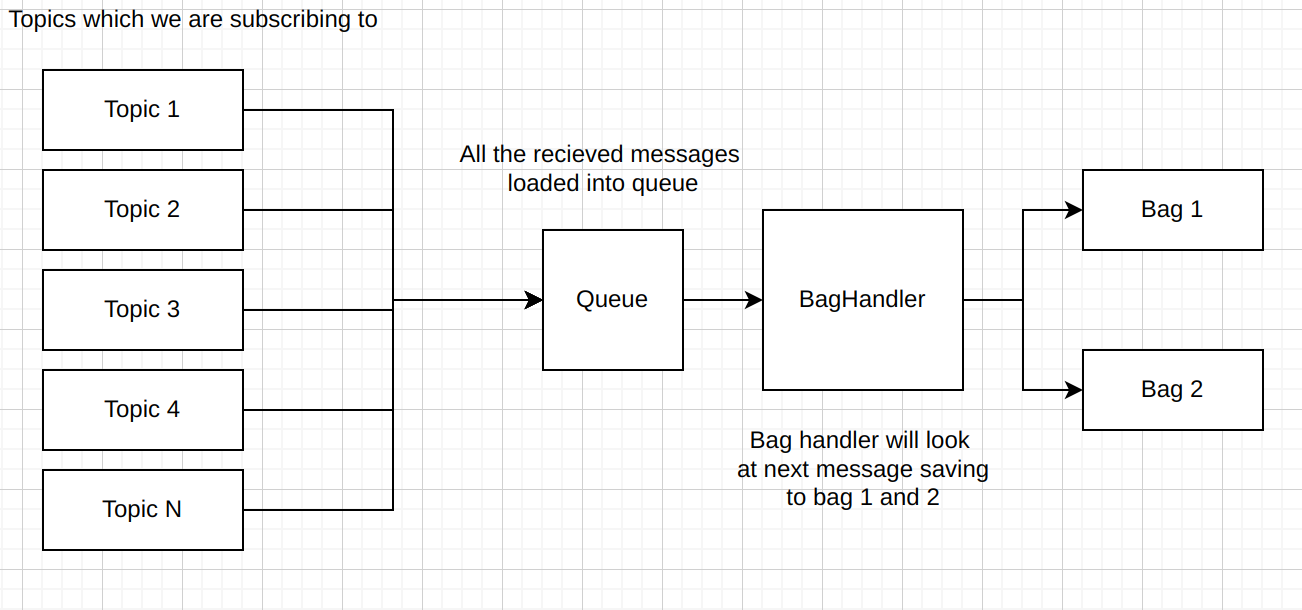 Topics which we are subscribing to
Topic 1
Topic 2
Topic 3
Topic 4
Topic N
All the recieved messages
loaded into queue
Queue
BagHandler
Bag handler will look
at next message saving
to bag 1 and 2
Bag 1
Bag 2